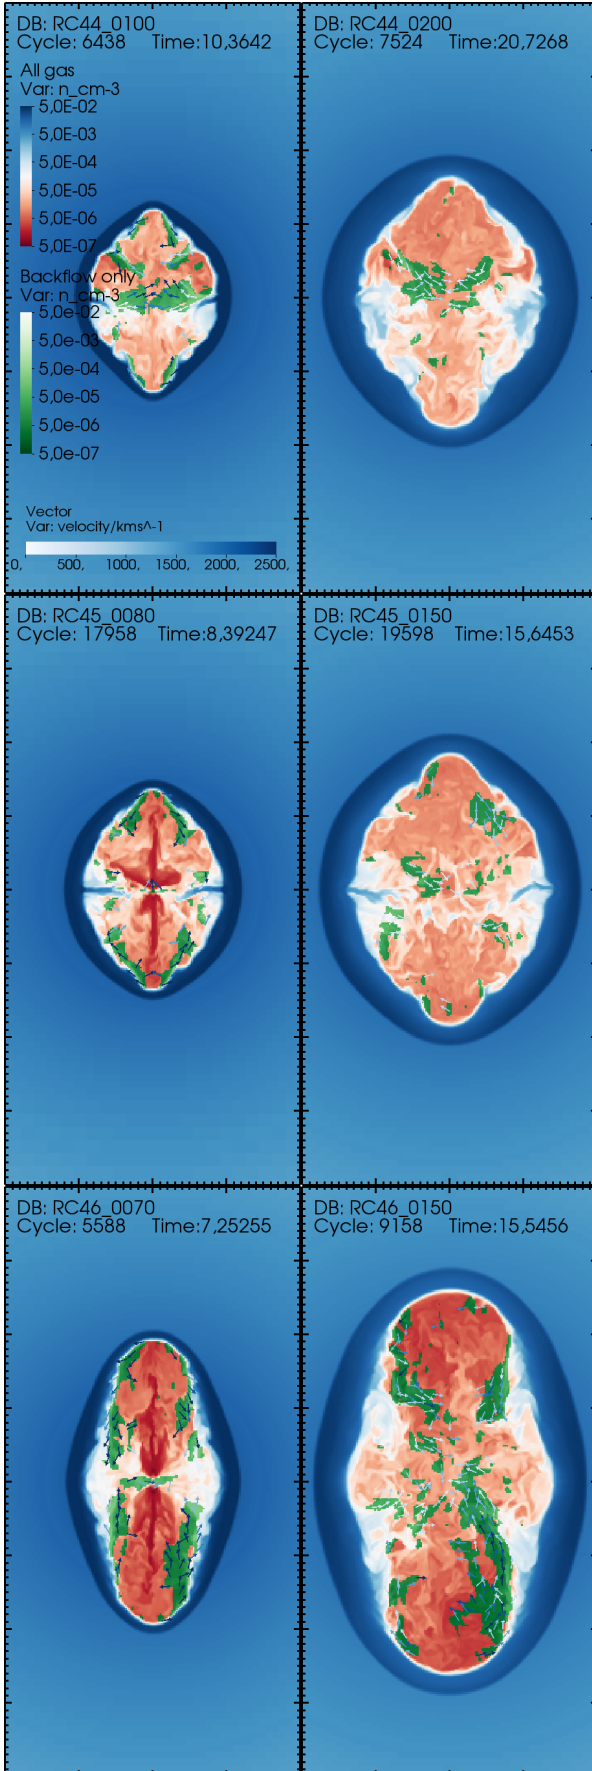 DB: RC44_0100
Cycle: 6438 Time:10,3642
All gas
Var: n_cm-3
5,0E-02
5,0E-03
5,0E-04
5,0E-05
5,0E-06
5,0E-07
Backflow only
Var: n_cm-3
5,0e-02
5,0e-03
5,0e-04
5,0e-05
5,0e-06
5,0e-07
Vector
Var: velocity/kms^-1
0, 500, 1000, 1500, 2000, 2500,
DB: RC44_0200
Cycle: 7524 Time:20,7268
DB: RC45_0080
Cycle: 17958 Time:8,39247
DB: RC45_0150
Cycle: 19598 Time:15,6453
DB: RC46_0070
Cycle: 5588 Time:7,25255
DB: RC46_0150
Cycle: 9158 Time:15,5456